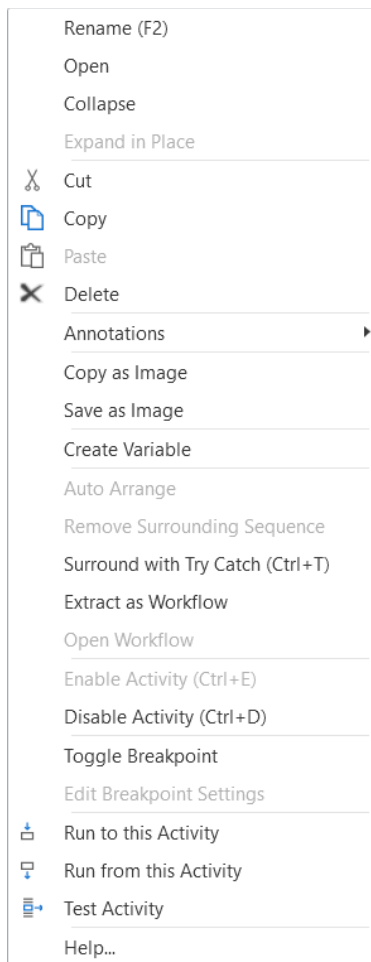 Rename (F2)
Open
Collapse
Expand in Place
Cut
Copy
Paste
Delete
Annotations
Copy as Image
Save as Image
Create Variable
Auto Arrange
Remove Surrounding Sequence
Surround with Try Catch (Ctrl+T)
Extract as Workflow
Open Workflow
Enable Activity (Ctrl+E)
Disable Activity (Ctrl+D)
Toggle Breakpoint
Edit Breakpoint Settings
Run to this Activity
Run from this Activity
Test Activity
Help...